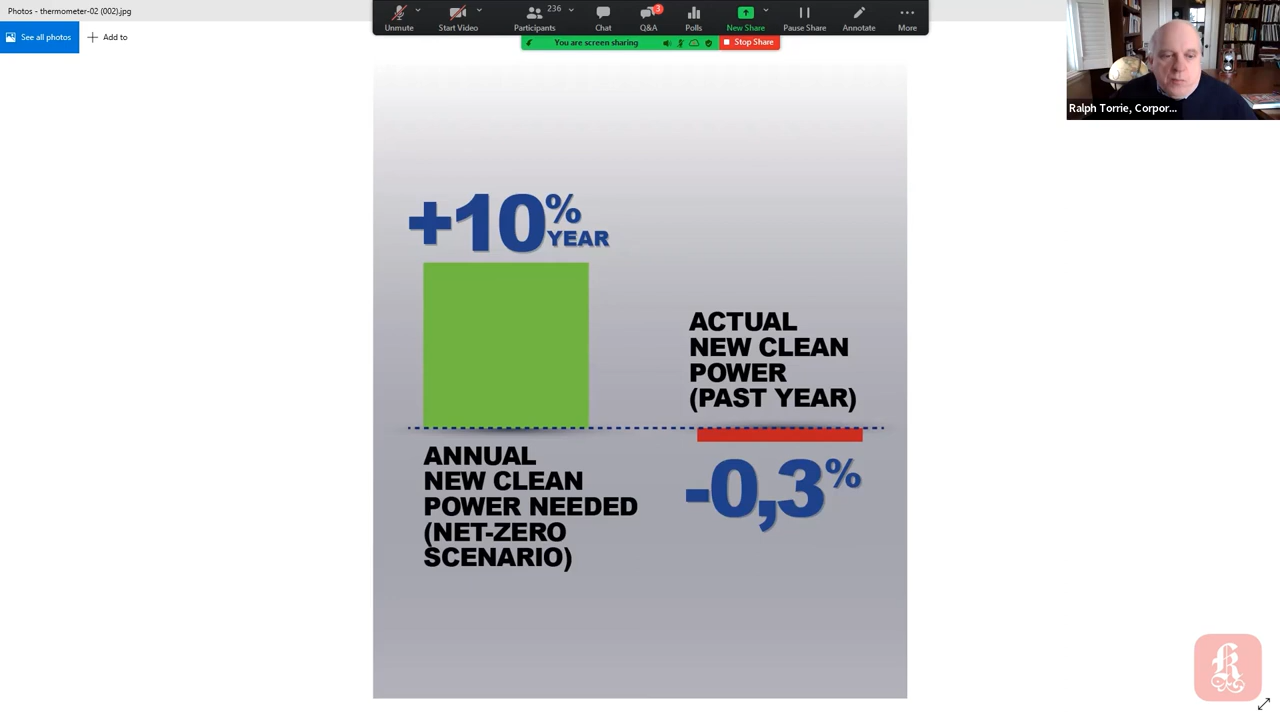 Photos - thermometer-02 (002).jpg
See all photos
Add to
236
3
Unmute
Start Video
Participants
Chat
Q&A
Polls
New Share
Pause Share
Annotate
More
You are screen sharing
Stop Share
Ralph Torrie, Corpor...
+10%
YEAR
ANNUAL
NEW CLEAN
POWER NEEDED
(NET-ZERO
SCENARIO)
ACTUAL
NEW CLEAN
POWER
(PAST YEAR)
-0,3%
K